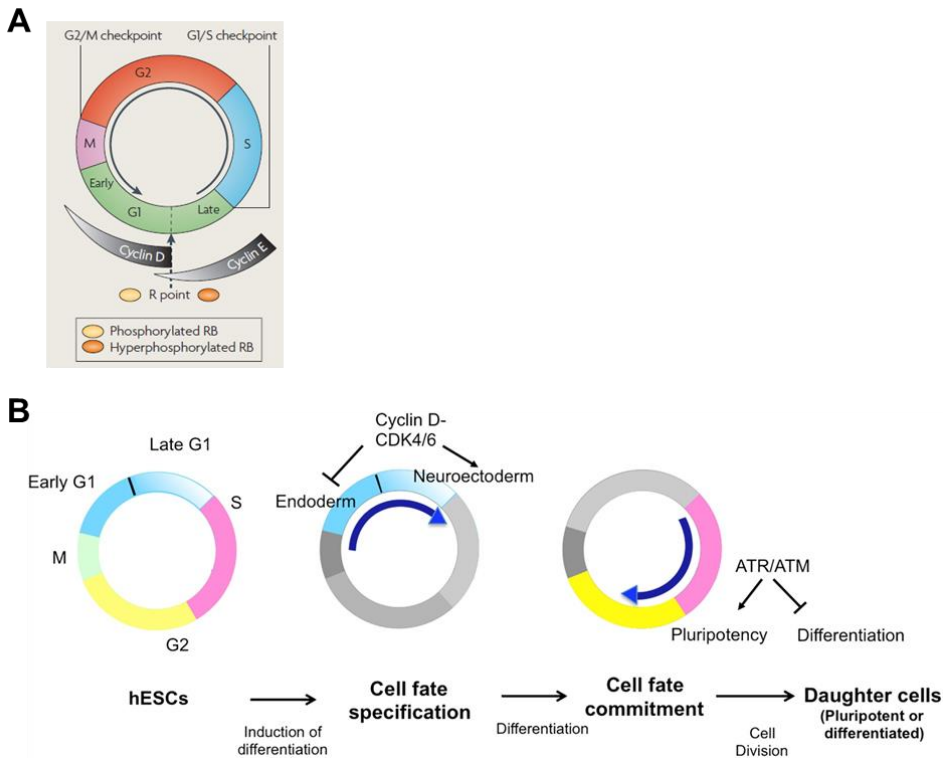 A
G2/M checkpoint
G1/S checkpoint
G2
M
S
Early
G1
Late
Cyclin D
Cyclin E
R point
Phosphorylated RB
Hyperphosphorylated RB
B
Late G1
Early G1
S
M
G2
Cyclin D-
CDK4/6
Neuroectoderm
Endoderm
ATR/ATM
Pluripotency
Differentiation
hESCs
Induction of
differentiation
Cell fate
specification
Differentiation
Cell fate
commitment
Cell
Division
Daughter cells
(Pluripotent or
differentiated)